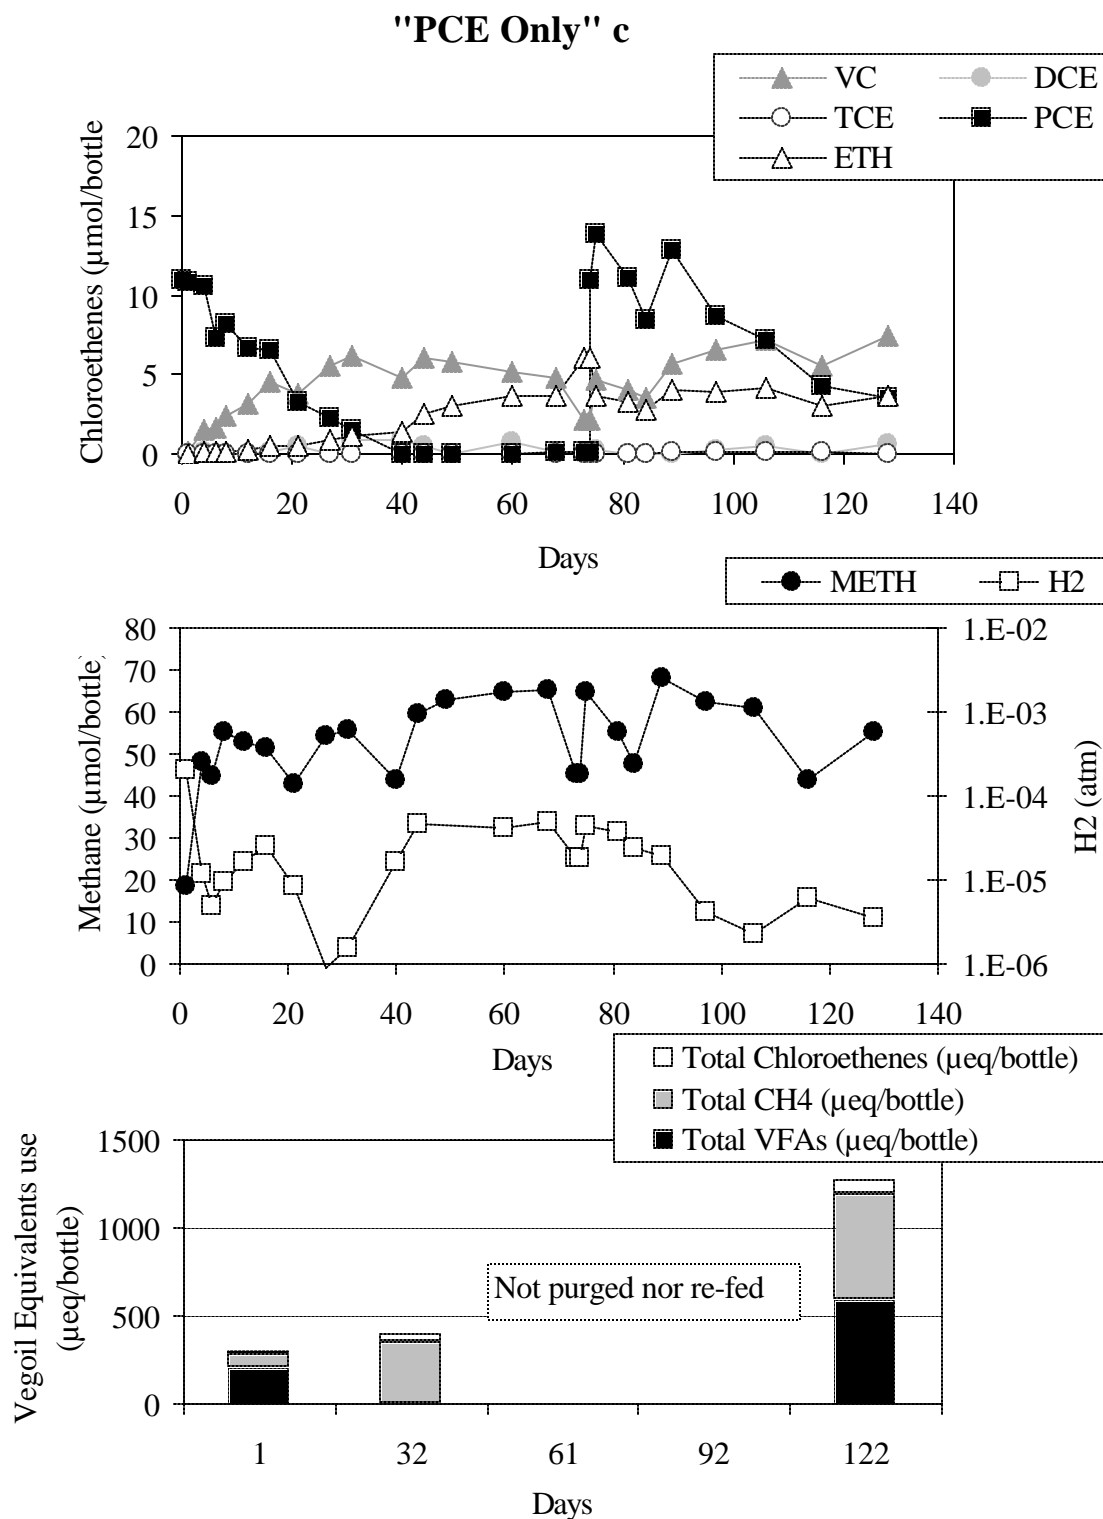 "PCE Only" c
VC DCE
TCE PCE
ETH
Chloroethenes (µmol/bottle
20
15
10
5
0
0 20 40 60 80 100 120 140
Days
METH H2
Methane (µmol/bottle)
80
70
60
50
40
30
20
10
0
1.E-02
1.E-03
1.E-04
1.E-05
1.E-06
H2 (atm)
0 20 40 60 80 100 120 140
Days
Total Chloroethenes (µeq/bottle)
Total CH4 (µeq/bottle)
Total VFAs (µeq/bottle)
Vegoil Equivalents use
(µeq/bottle)
1500
1000
500
0
Not purged nor re-fed
1 32 61 92 122
Days